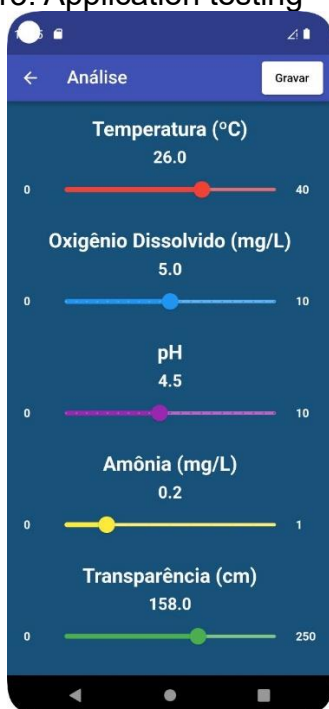 Application testing
Análise
Gravar
Temperatura (ºC)
26.0
0 40
Oxigênio Dissolvido (mg/L)
5.0
0 10
pH
4.5
0 10
Amônia (mg/L)
0.2
0 1
Transparência (cm)
158.0
0 250